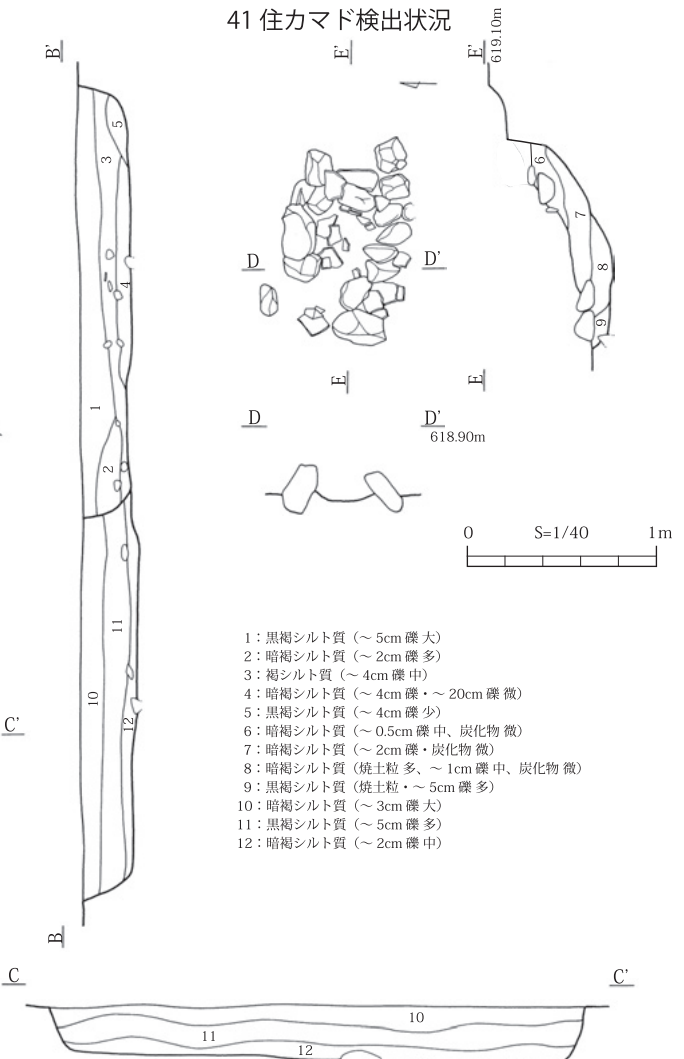 41 住カマド検出状況
B'
E'
E'
619.10m
5
3
6
7
D
D'
4
8
9
E
E
1
D
D'
618.90m
2
0
S=1/40
1m
11
1:黒褐シルト質(～ 5cm 礫 大)
2:暗褐シルト質(～ 2cm 礫 多)
3:褐シルト質(～ 4cm 礫 中)
4:暗褐シルト質(～ 4cm 礫・～ 20cm 礫 微)
5:黒褐シルト質(～ 4cm 礫 少)
6:暗褐シルト質(～ 0.5cm 礫 中、炭化物 微)
7:暗褐シルト質(～ 2cm 礫・炭化物 微)
8:暗褐シルト質(焼土粒 多、～ 1cm 礫 中、炭化物 微)
9:黒褐シルト質(焼土粒・～ 5cm 礫 多)
10:暗褐シルト質(～ 3cm 礫 大)
11:黒褐シルト質(～ 5cm 礫 多)
12:暗褐シルト質(～ 2cm 礫 中)
10
C'
12
B
C
C'
10
11
12